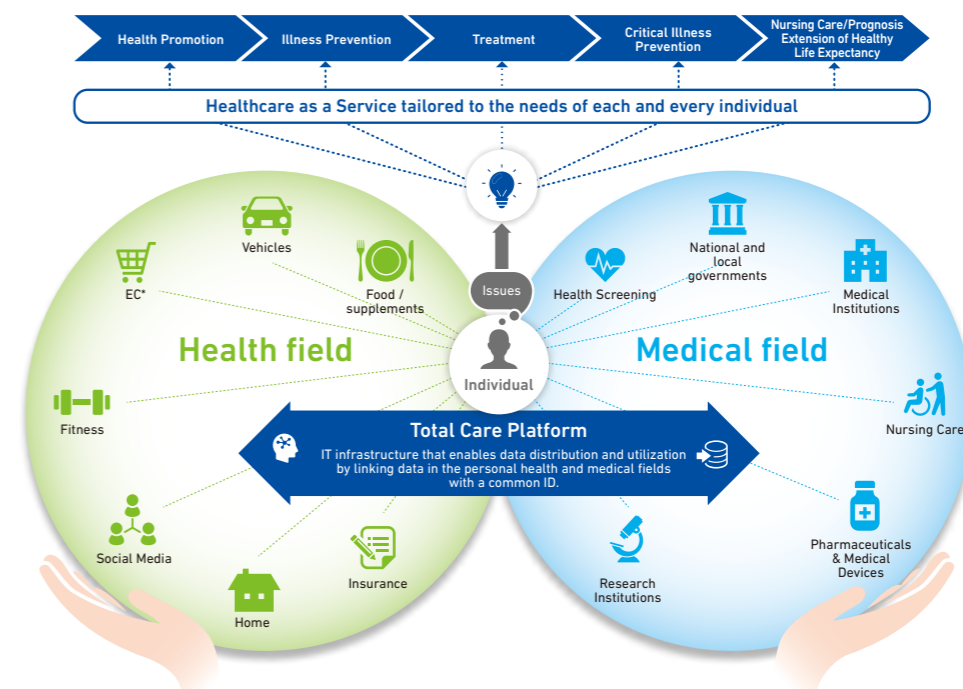 Health Promotion
Illness Prevention
Treatment
Critical Illness
Prevention
Nursing Care/Prognosis
Extension of Healthy
Life Expectancy
Healthcare as a Service tailored to the needs of each and every individual
Vehicles
EC*
Food /
supplements
Health field
Fitness
Social Media
Home
Insurance
Issues
Individual
National and
local
governments
Health Screening
Medical
Institutions
Medical field
Nursing Care
Pharmaceuticals
& Medical
Devices
Research
Institutions
Total Care Platform
IT infrastructure that enables data distribution and utilization
by linking data in the personal health and medical fields
with a common ID.